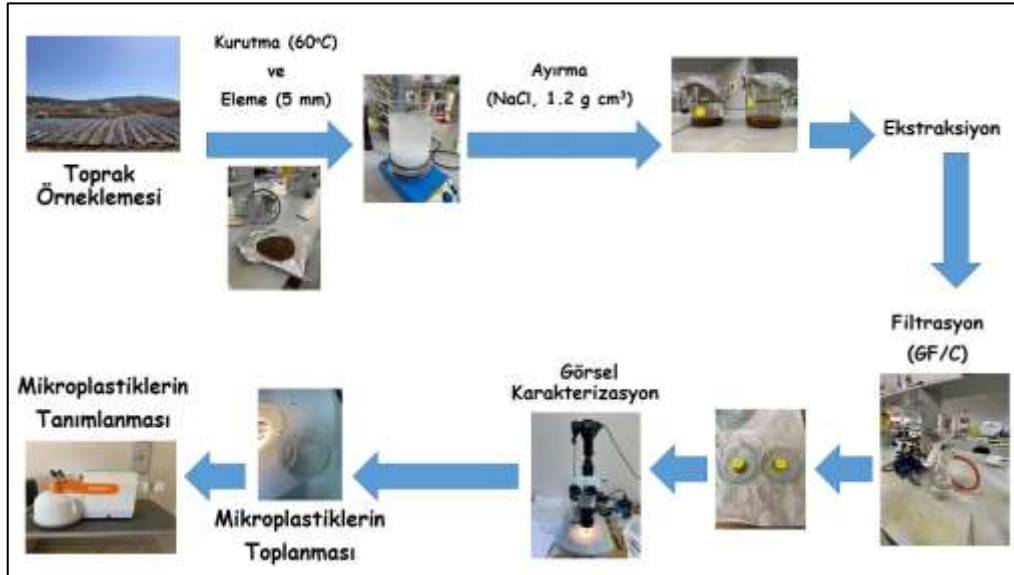 Kurutma (60°C)
ve
Eleme (5 mm)
Ayırma
(NaCl, 1.2 g cm³)
Ekstraksiyon
Toprak
Örneklemesi
Filtrasyon
(GF/C)
Görsel
Karakterizasyon
Mikroplastiklerin
Tanımlanması
Mikroplastiklerin
Toplanması